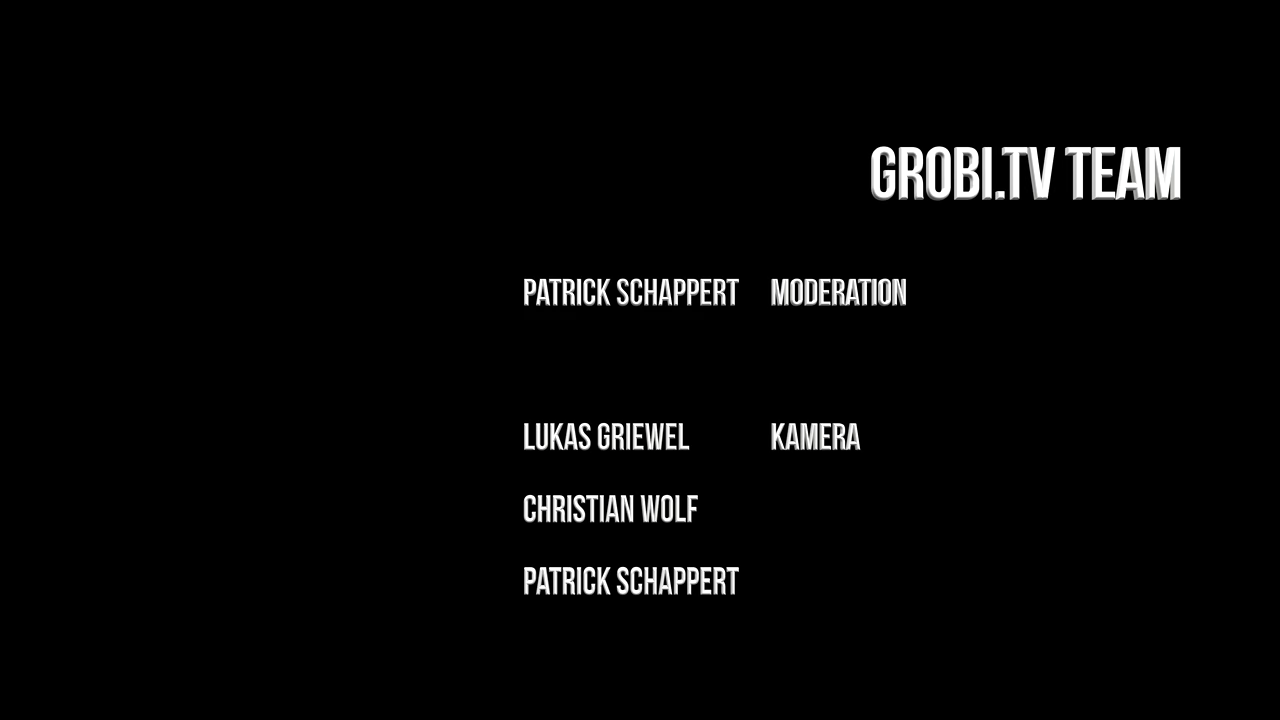 GROBI.TV TEAM
PATRICK SCHAPPERT MODERATION
LUKAS GRIEWEL KAMERA
CHRISTIAN WOLF
PATRICK SCHAPPERT